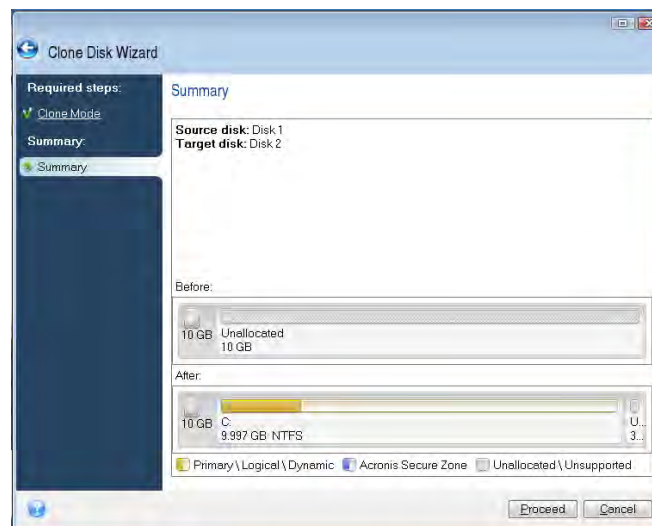 Clone Disk Wizard
Required steps:
Clone Mode
Summary:
Summary
Summary
Source disk: Disk 1
Target disk: Disk 2
Before:
10 GB
Unallocated
10 GB
After:
10 GB
C:
9.997 GB NTFS
U...
3...
Primary \ Logical \ Dynamic
Acronis Secure Zone
Unallocated \ Unsupported
Proceed
Cancel